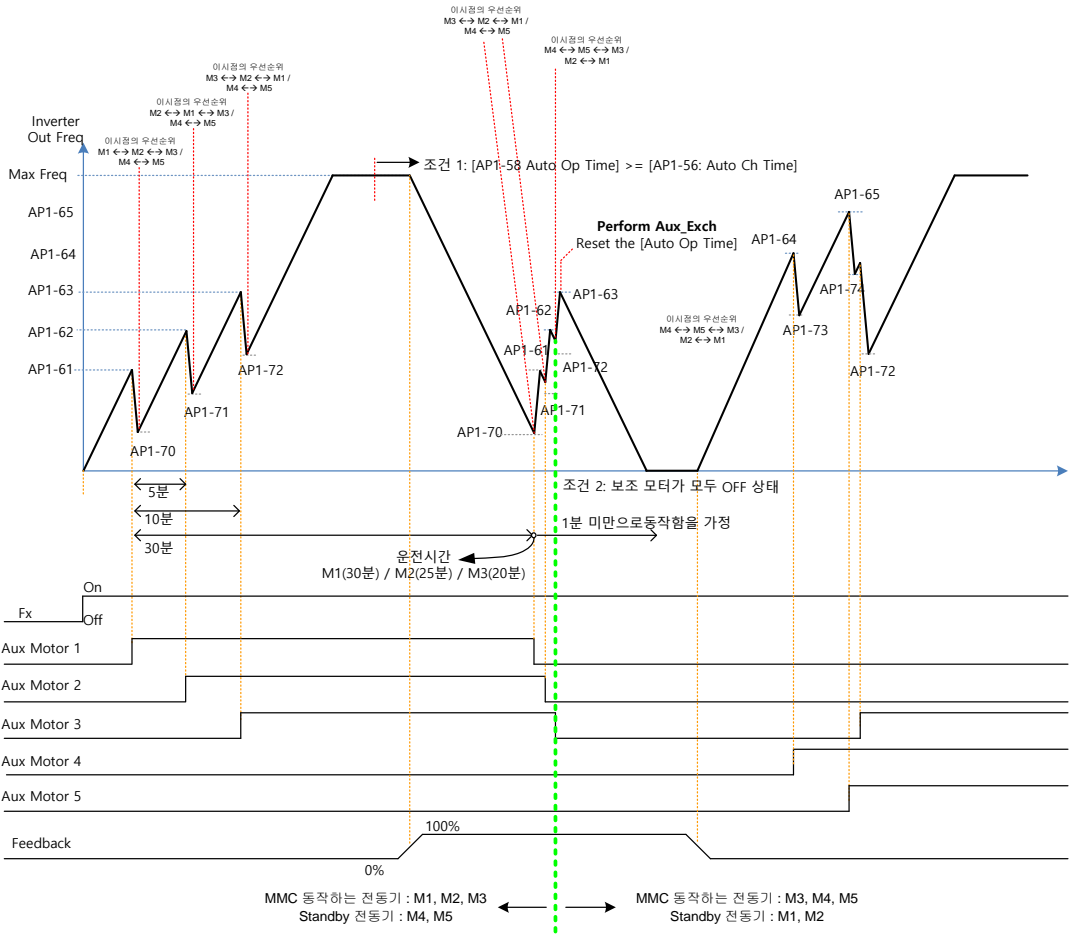 이시점의 우선순위
M3 ←→ M2 ←→ M1 /
M4 ←→ M5
이시점의 우선순위
M4 ←→ M5 ←→ M3 /
M2 ←→ M1
이시점의 우선순위
M3 ←→ M2 ←→ M1 /
M4 ←→ M5
이시점의 우선순위
M2 ←→ M1 ←→ M3 /
M4 ←→ M5
이시점의 우선순위
M1 ←→ M2 ←→ M3 /
M4 ←→ M5
Inverter
Out Freq
조건 1: [AP1-58 Auto Op Time] >= [AP1-56: Auto Ch Time]
Max Freq
AP1-65
AP1-64
AP1-63
AP1-62
AP1-61
AP1-65
Perform Aux_Exch
Reset the [Auto Op Time]
AP1-64
AP1-63
AP1-74
AP1-62
이시점의 우선순위
M4 ←→ M5 ←→ M3 /
M2 ←→ M1
AP1-73
AP1-61
AP1-72
AP1-72
AP1-72
AP1-71
AP1-71
AP1-70
AP1-70
조건 2: 보조 모터가 모두 OFF 상태
5분
10분
1분 미만으로동작함을 가정
30분
운전시간
M1(30분) / M2(25분) / M3(20분)
On
Fx
Off
Aux Motor 1
Aux Motor 2
Aux Motor 3
Aux Motor 4
Aux Motor 5
100%
Feedback
0%
MMC 동작하는 전동기 : M1, M2, M3
Standby 전동기 : M4, M5
MMC 동작하는 전동기 : M3, M4, M5
Standby 전동기 : M1, M2